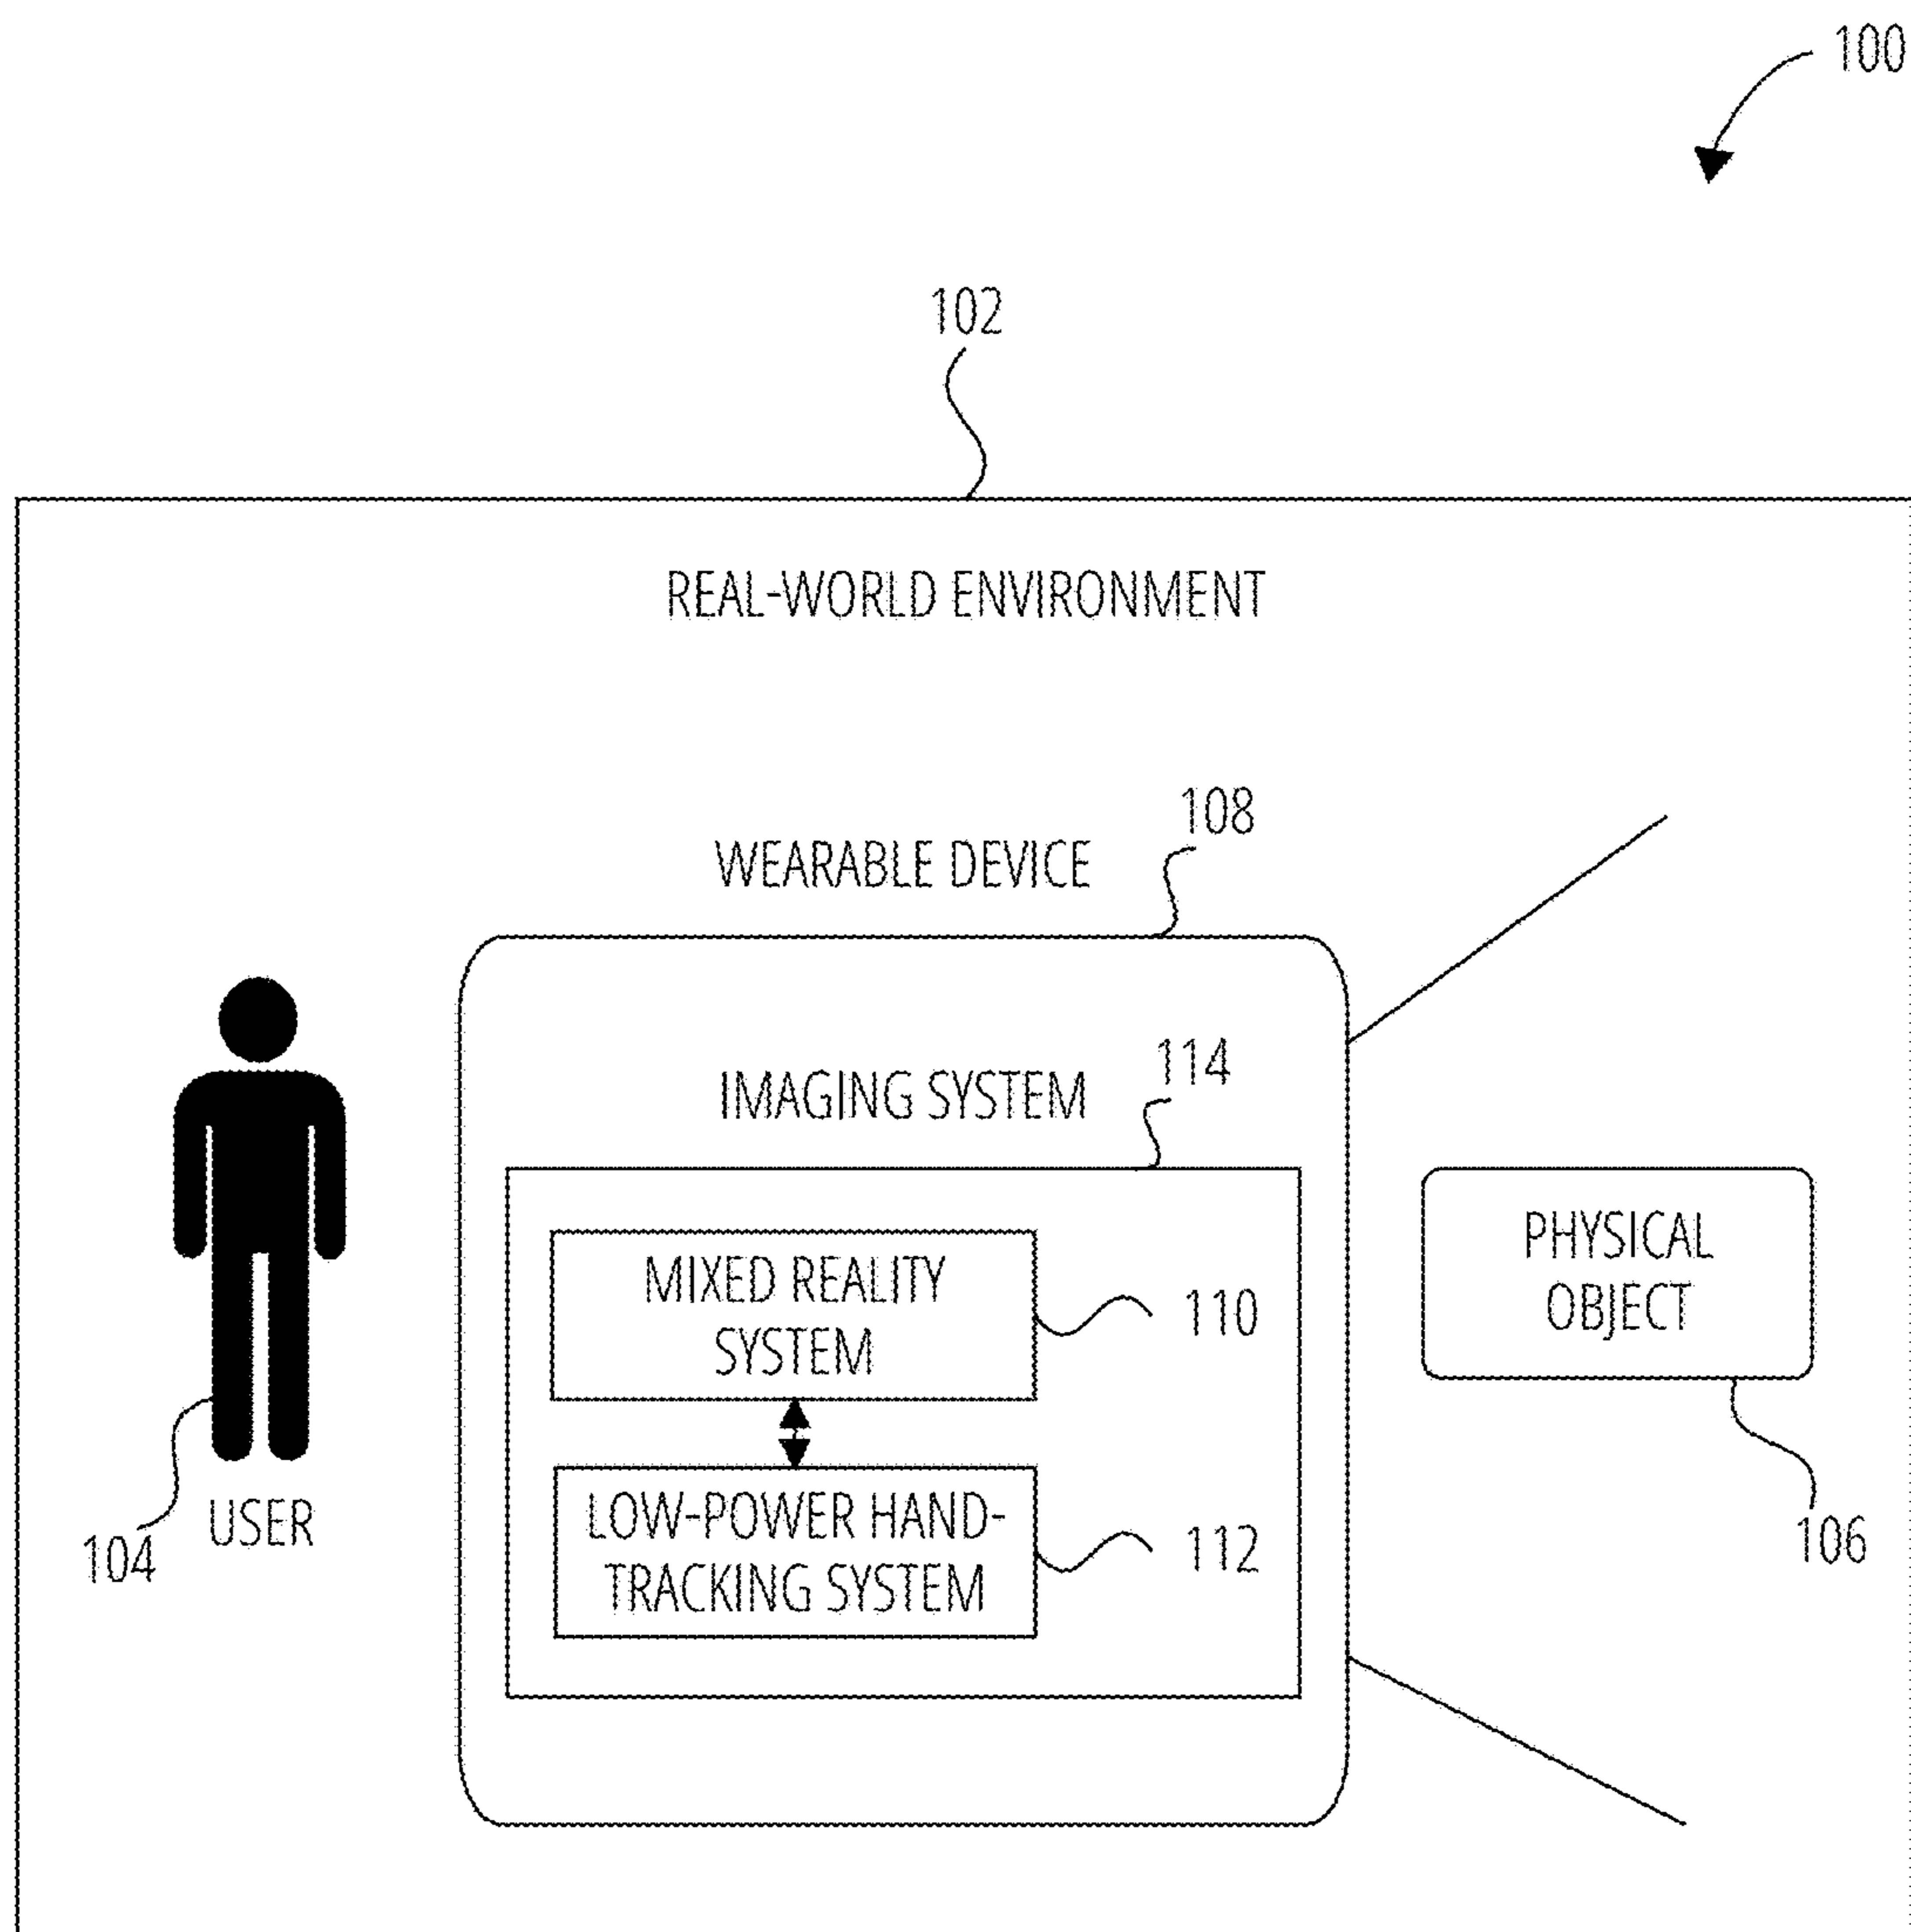 100
102
REAL-WORLD ENVIRONMENT
108
WEARABLE DEVICE
114
IMAGING SYSTEM
MIXED REALITY
SYSTEM
110
PHYSICAL
OBJECT
LOW-POWER HAND-
TRACKING SYSTEM
112
USER
104
106